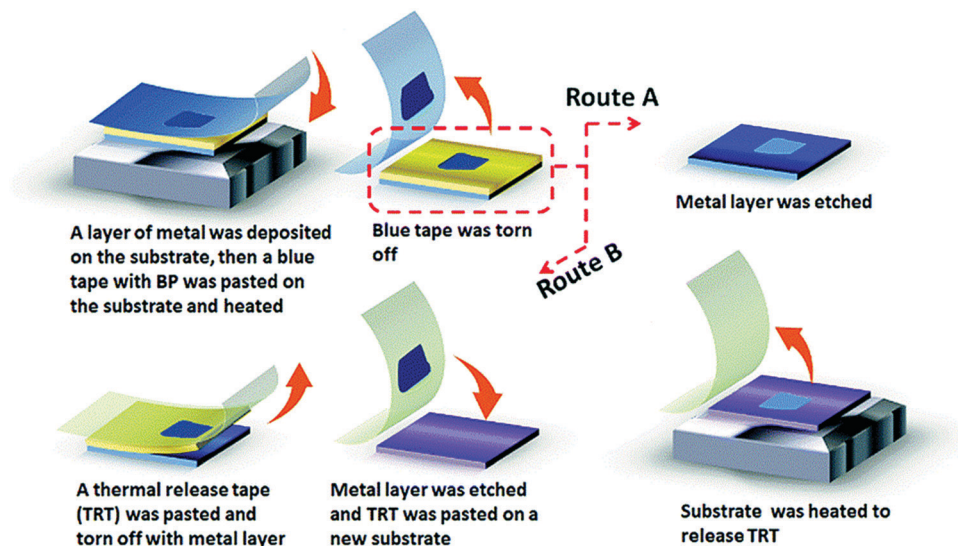 Route A
Metal layer was etched
A layer of metal was deposited
on the substrate, then a blue
tape with BP was pasted on
the substrate and heated
Blue tape was torn
off
Route B
A thermal release tape
(TRT) was pasted and
torn off with metal layer
Metal layer was etched
and TRT was pasted on a
new substrate
Substrate was heated to
release TRT